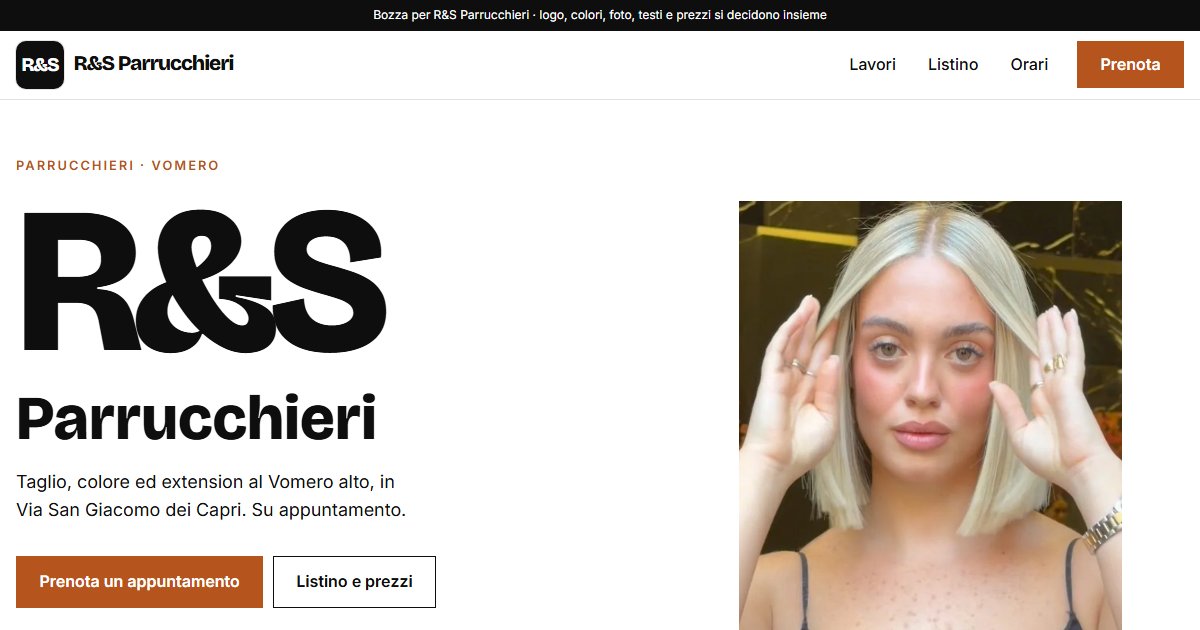 Bozza per R&S Parrucchieri · logo, colori, foto, testi e prezzi si decidono insieme
R&S
R&S Parrucchieri
Lavori
Listino
Orari
Prenota
PARRUCCHIERI · VOMERO
R&S
Parrucchieri
Taglio, colore ed extension al Vomero alto, in
Via San Giacomo dei Capri. Su appuntamento.
Prenota un appuntamento
Listino e prezzi